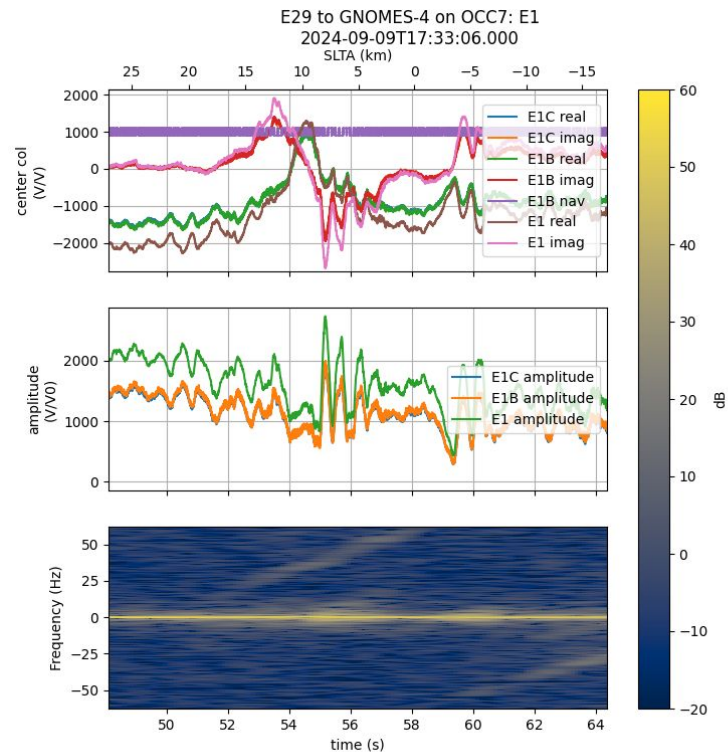 E29 to GNOMES-4 on OCC7: E1
2024-09-09T17:33:06.000
SLTA (km)
25 20 15 10 5 0 −5 −10 −15
center col
(V/V)
2000
1000
0
−1000
−2000
E1C real
E1C imag
E1B real
E1B imag
E1B nav
E1 real
E1 imag
amplitude
(V/V0)
2000
1000
0
E1C amplitude
E1B amplitude
E1 amplitude
Frequency (Hz)
50
25
0
−25
−50
50 52 54 56 58 60 62 64
time (s)
60
50
40
30
20
10
0
−10
−20
dB